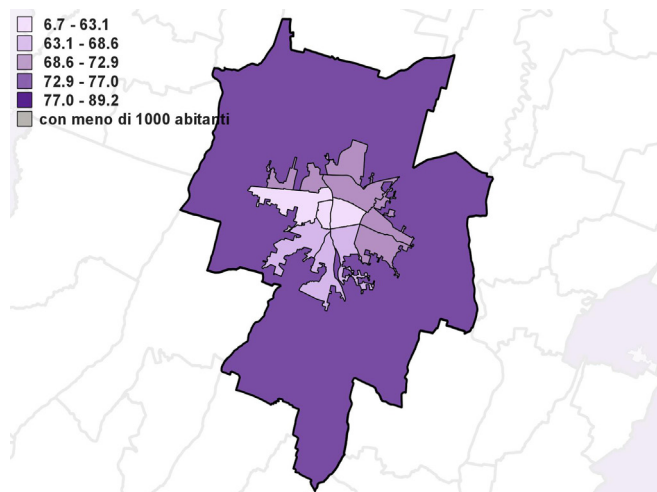 6.7 - 63.1
63.1 - 68.6
68.6 - 72.9
72.9 - 77.0
77.0 - 89.2
con meno di 1000 abitanti